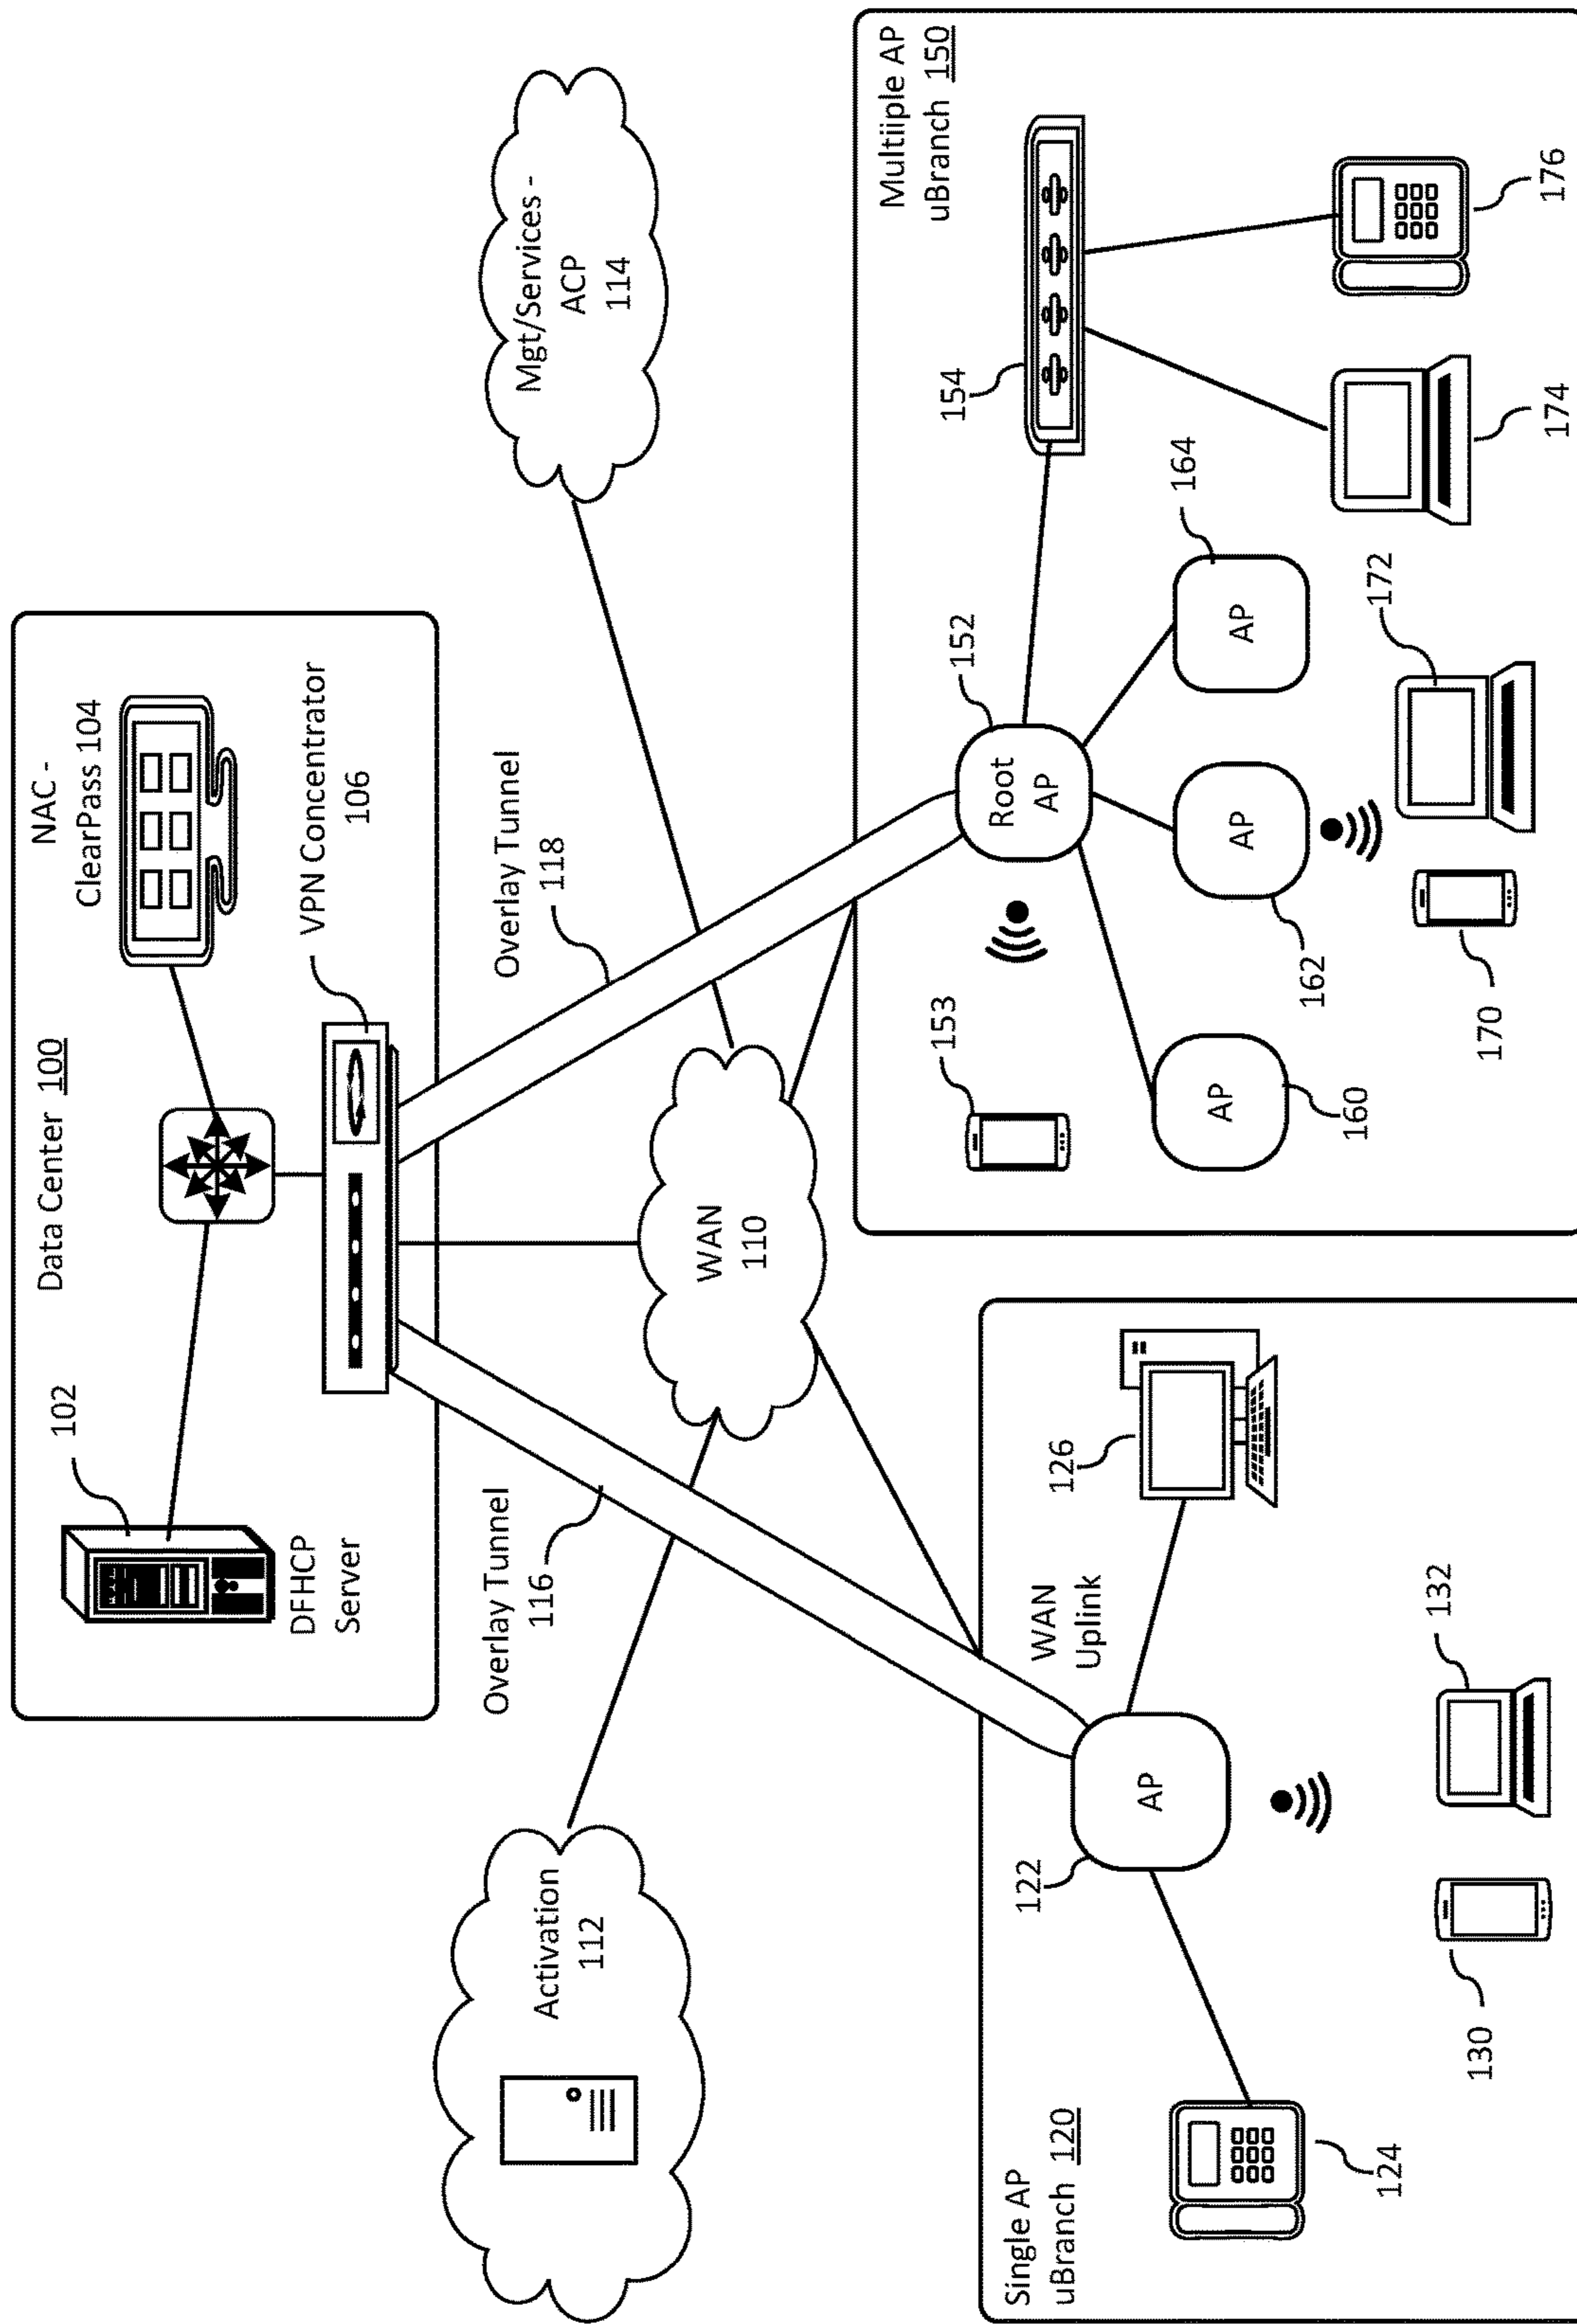 Data Center 100
NAC -
ClearPass 104
102
DFHCP
Server
VPN Concentrator
106
Activation
112
Overlay Tunnel
116
Overlay Tunnel
118
Mgt/Services -
ACP
114
WAN
110
Single AP
uBranch 120
WAN
Uplink
122
AP
126
124
130
132
Multiiple AP
uBranch 150
153
152
Root
AP
154
164
AP
AP
AP
160
162
170
172
174
176